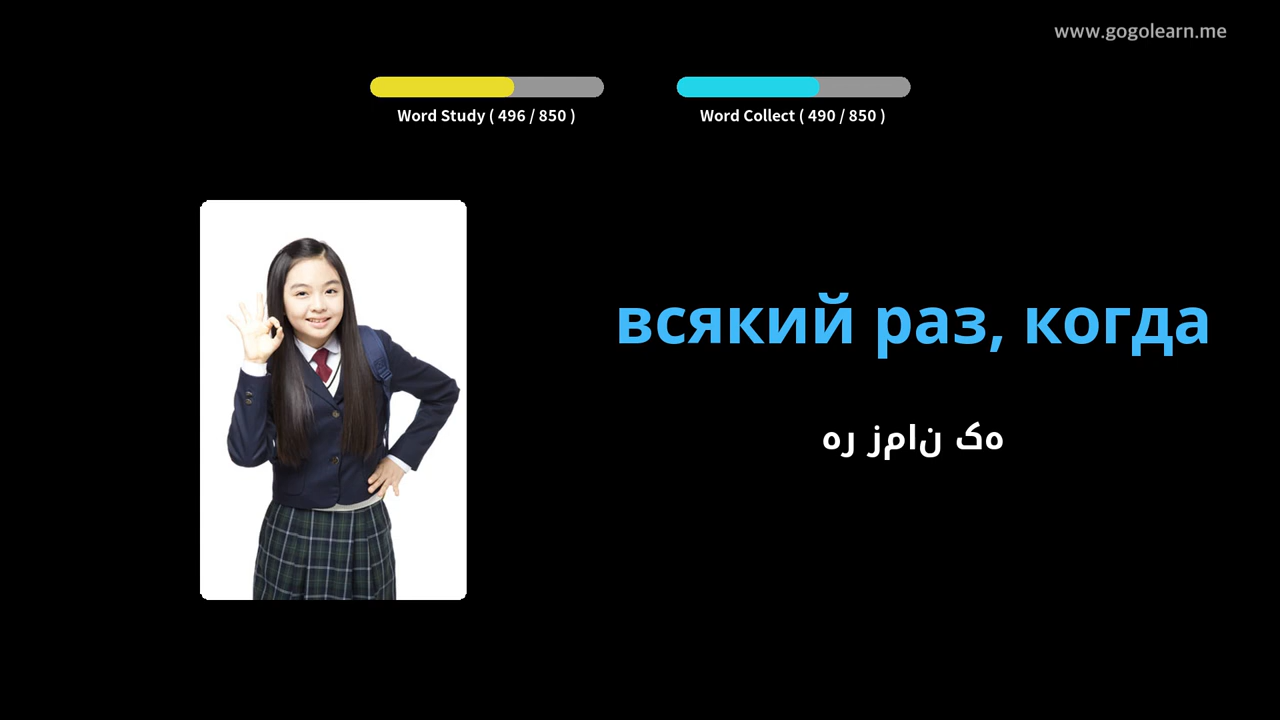 www.gogolearn.me
Word Study ( 496 / 850 )
Word Collect ( 490 / 850 )
всякий раз, когда
هر زمان که